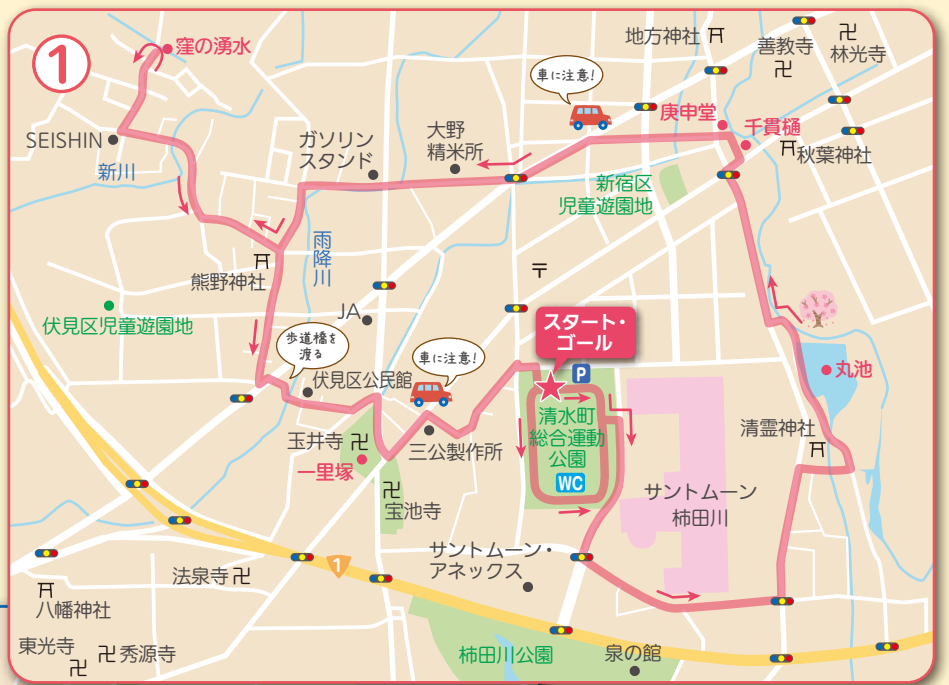 ①
窪の湧水
SEISHIN
新川
ガソリン
スタンド
大野
精米所
車に注意!
地方神社
善教寺
林光寺
庚申堂
千貫樋
秋葉神社
新宿区
児童遊園地
雨降川
熊野神社
伏見区児童遊園地
JA
〒
歩道橋を
渡る
伏見区公民館
車に注意!
スタート・
ゴール
P
丸池
清水町
総合運動
公園
WC
清霊神社
玉井寺
一里塚
三公製作所
宝池寺
サントムーン
柿田川
サントムーン・
アネックス
1
法泉寺
八幡神社
東光寺
秀源寺
柿田川公園
泉の館